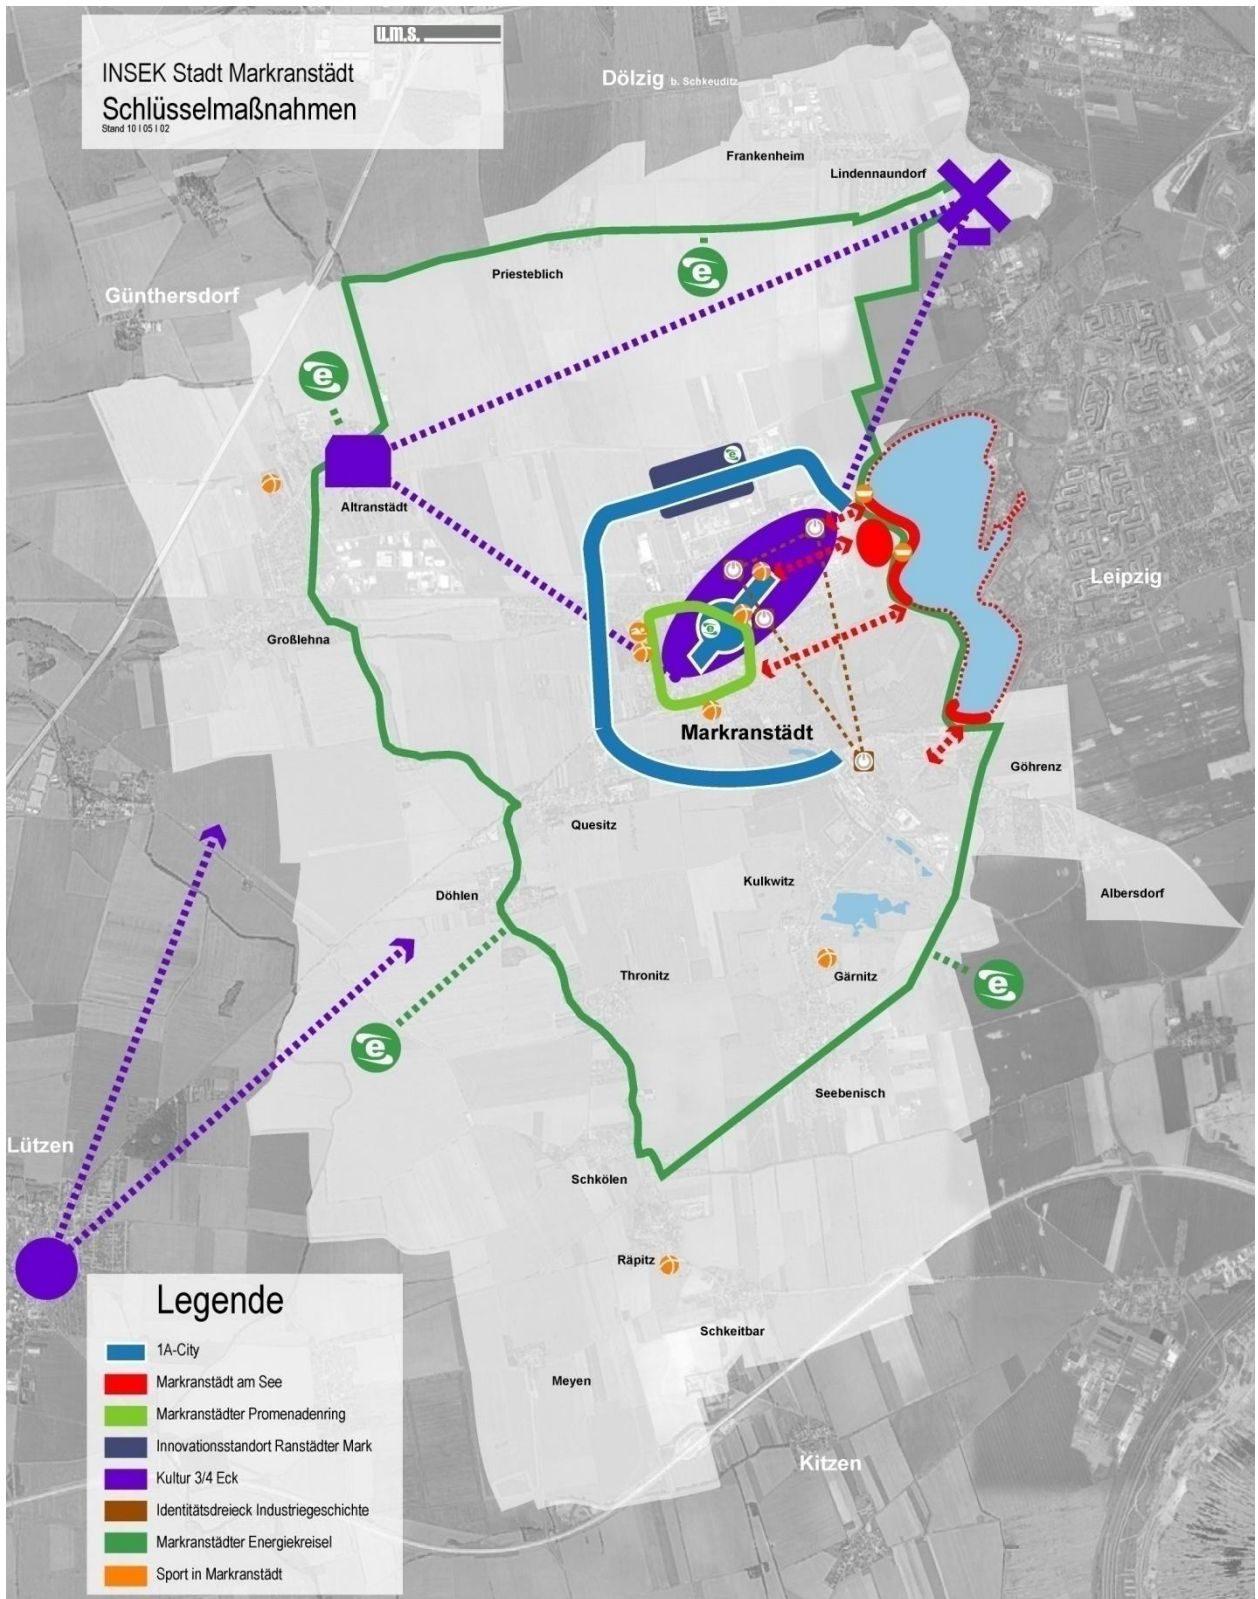 u.m.s.
INSEK Stadt Markranstädt
Schlüsselmaßnahmen
Stand 10 I 05 I 02
Dölzig b. Schkeuditz
Frankenheim
Lindennaundorf
Priesteblich
Günthersdorf
e
e
Altranstädt
e
Leipzig
Großlehna
e
Markranstädt
Göhrenz
Quesitz
Kulkwitz
Döhlen
Albersdorf
Thronitz
Gärnitz
e
e
Seebenisch
Lützen
Schkölen
Räpitz
Schkeitbar
Meyen
Kitzen
Legende
1A-City
Markranstädt am See
Markranstädter Promenadenring
Innovationsstandort Ranstädter Mark
Kultur 3/4 Eck
Identitätsdreieck Industriegeschichte
Markranstädter Energiekreisel
Sport in Markranstädt